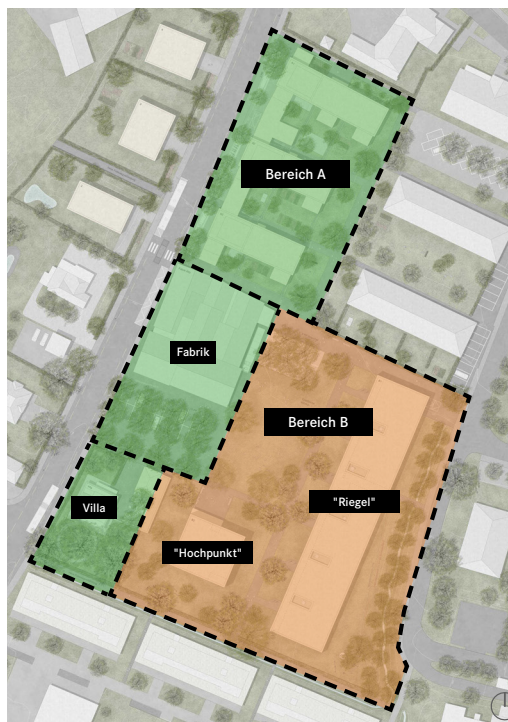 Bereich A
Fabrik
Bereich B
"Riegel"
Villa
"Hochpunkt"